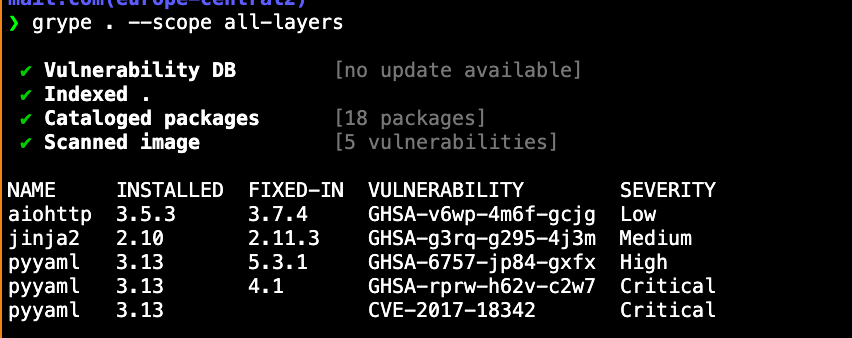 mail.com(europe-central2)
❯ grype . --scope all-layers
✔ Vulnerability DB [no update available]
✔ Indexed .
✔ Cataloged packages [18 packages]
✔ Scanned image [5 vulnerabilities]
NAME INSTALLED FIXED-IN VULNERABILITY SEVERITY
aiohttp 3.5.3 3.7.4 GHSA-v6wp-4m6f-gcjg Low
jinja2 2.10 2.11.3 GHSA-g3rq-g295-4j3m Medium
pyyaml 3.13 5.3.1 GHSA-6757-jp84-gxfx High
pyyaml 3.13 4.1 GHSA-rprw-h62v-c2w7 Critical
pyyaml 3.13 CVE-2017-18342 Critical